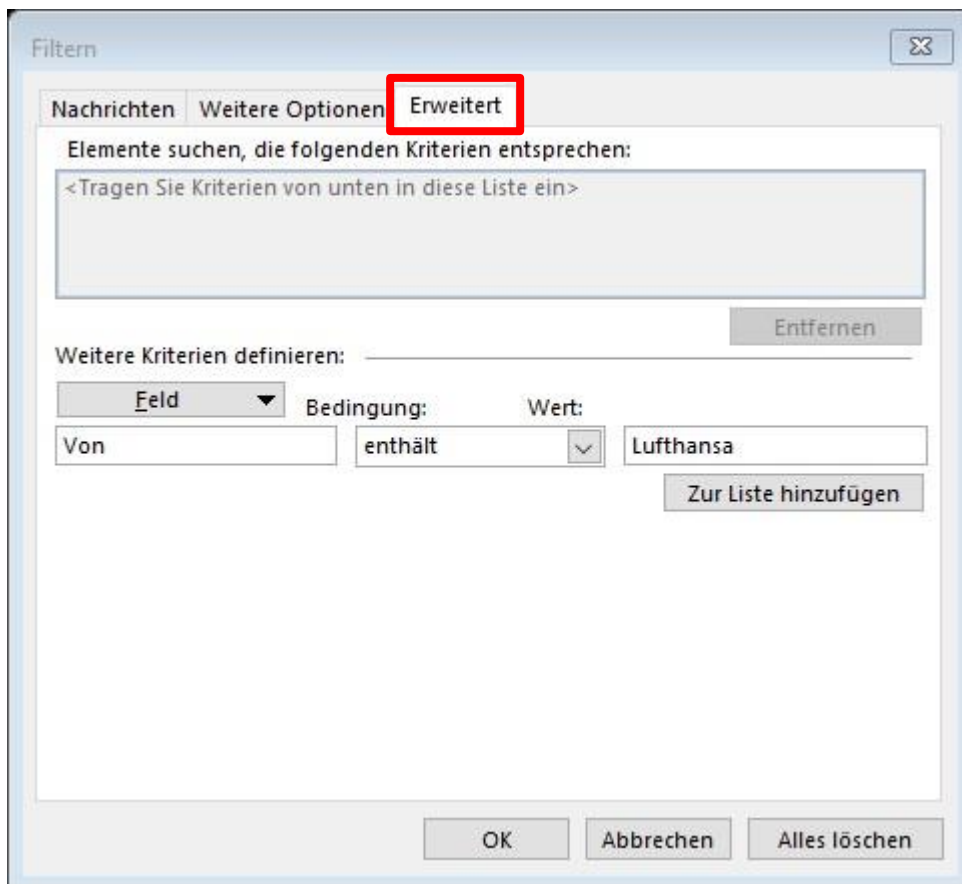 Filtern
Nachrichten Weitere Optionen Erweitert
Elemente suchen, die folgenden Kriterien entsprechen:
<Tragen Sie Kriterien von unten in diese Liste ein>
Entfernen
Weitere Kriterien definieren:
Feld Bedingung: Wert:
Von enthält Lufthansa
Zur Liste hinzufügen
OK Abbrechen Alles löschen